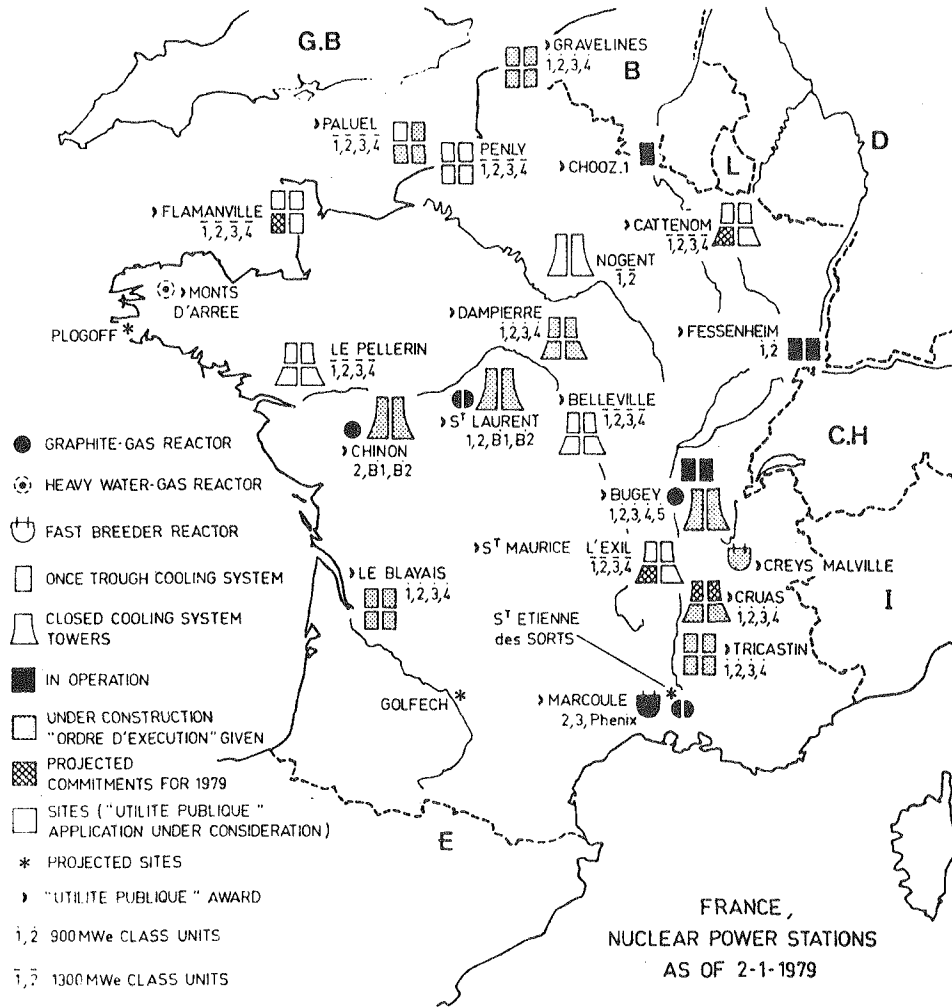 G.B
GRAVELINES
1,2,3,4
B
PALUEL
1,2,3,4
PENLY
1,2,3,4
CHOOZ.1
L
D
FLAMANVILLE
1,2,3,4
CATTENOM
1,2,3,4
NOGENT
1,2
MONTS
D'ARREE
PLOGOFF*
DAMPIERRE
1,2,3,4
FESSENHEIM
1,2
LE PELLERIN
1,2,3,4
BELLEVILLE
1,2,3,4
Sᵀ LAURENT
1,2,B1,B2
CHINON
2,B1,B2
C.H
BUGEY
1,2,3,4,5
Sᵀ MAURICE L'EXIL
1,2,3,4
CREYS MALVILLE
LE BLAYAIS
1,2,3,4
CRUAS
1,2,3,4
I
Sᵀ ETIENNE
des SORTS
*
TRICASTIN
1,2,3,4
GOLFECH*
MARCOULE
2,3,Phenix
E
GRAPHITE-GAS REACTOR
HEAVY WATER-GAS REACTOR
FAST BREEDER REACTOR
ONCE TROUGH COOLING SYSTEM
CLOSED COOLING SYSTEM
TOWERS
IN OPERATION
UNDER CONSTRUCTION
"ORDRE D'EXECUTION" GIVEN
PROJECTED
COMMITMENTS FOR 1979
SITES ("UTILITE PUBLIQUE"
APPLICATION UNDER CONSIDERATION)
* PROJECTED SITES
"UTILITE PUBLIQUE" AWARD
1,2 900 MWe CLASS UNITS
1,2 1300 MWe CLASS UNITS
FRANCE,
NUCLEAR POWER STATIONS
AS OF 2-1-1979